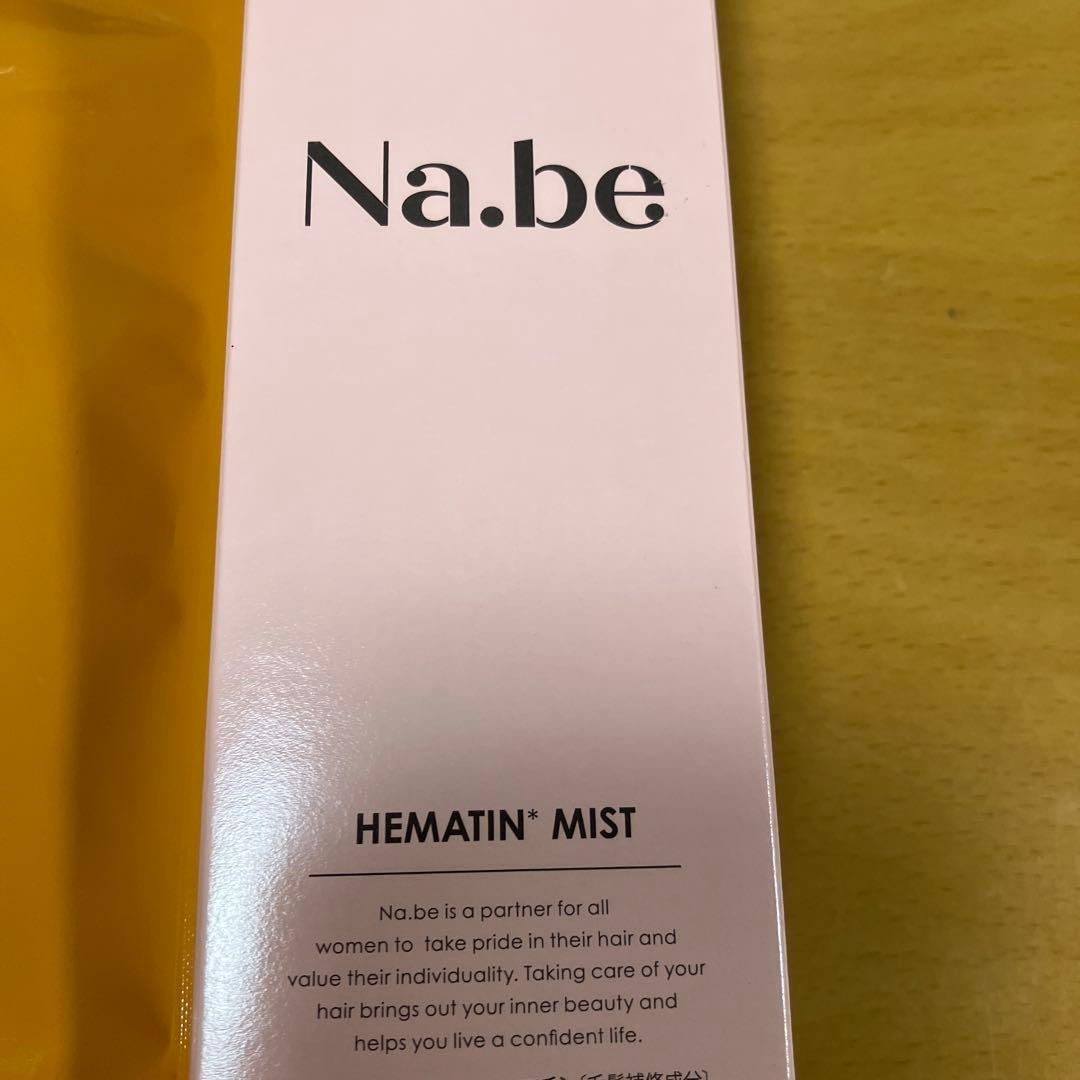 Na.be
HEMATIN* MIST
Na.be is a partner for all
women to take pride in their hair and
value their individuality. Taking care of your
hair brings out your inner beauty and
helps you live a confident life.